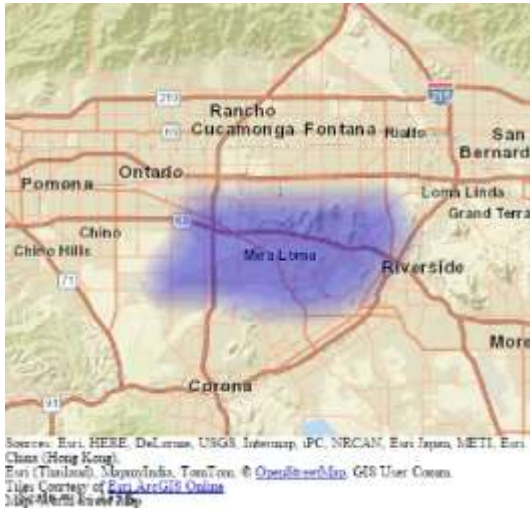 210
215
Rancho
Cucamonga Fontana
Rialto
San
Bernard
Ontario
Pomona
Loma Linda
Grand Terra
Chino
Chino Hills
Mira Loma
Riverside
71
More
Corona
91
Sources: Esri, HERE, DeLorme, USGS, Intermap, iPC, NRCAN, Esri Japan, METI, Esri
China (Hong Kong),
Esri (Thailand), MapmyIndia, TomTom, © OpenStreetMap, GIS User Comm.
Tiles Courtesy of Esri ArcGIS Online